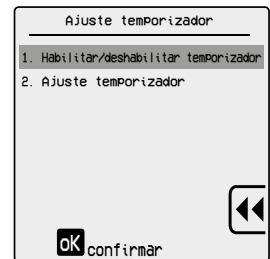 Ajuste temporizador
1. Habilitar/deshabilitar temporizador
2. Ajuste temporizador
OK confirmar